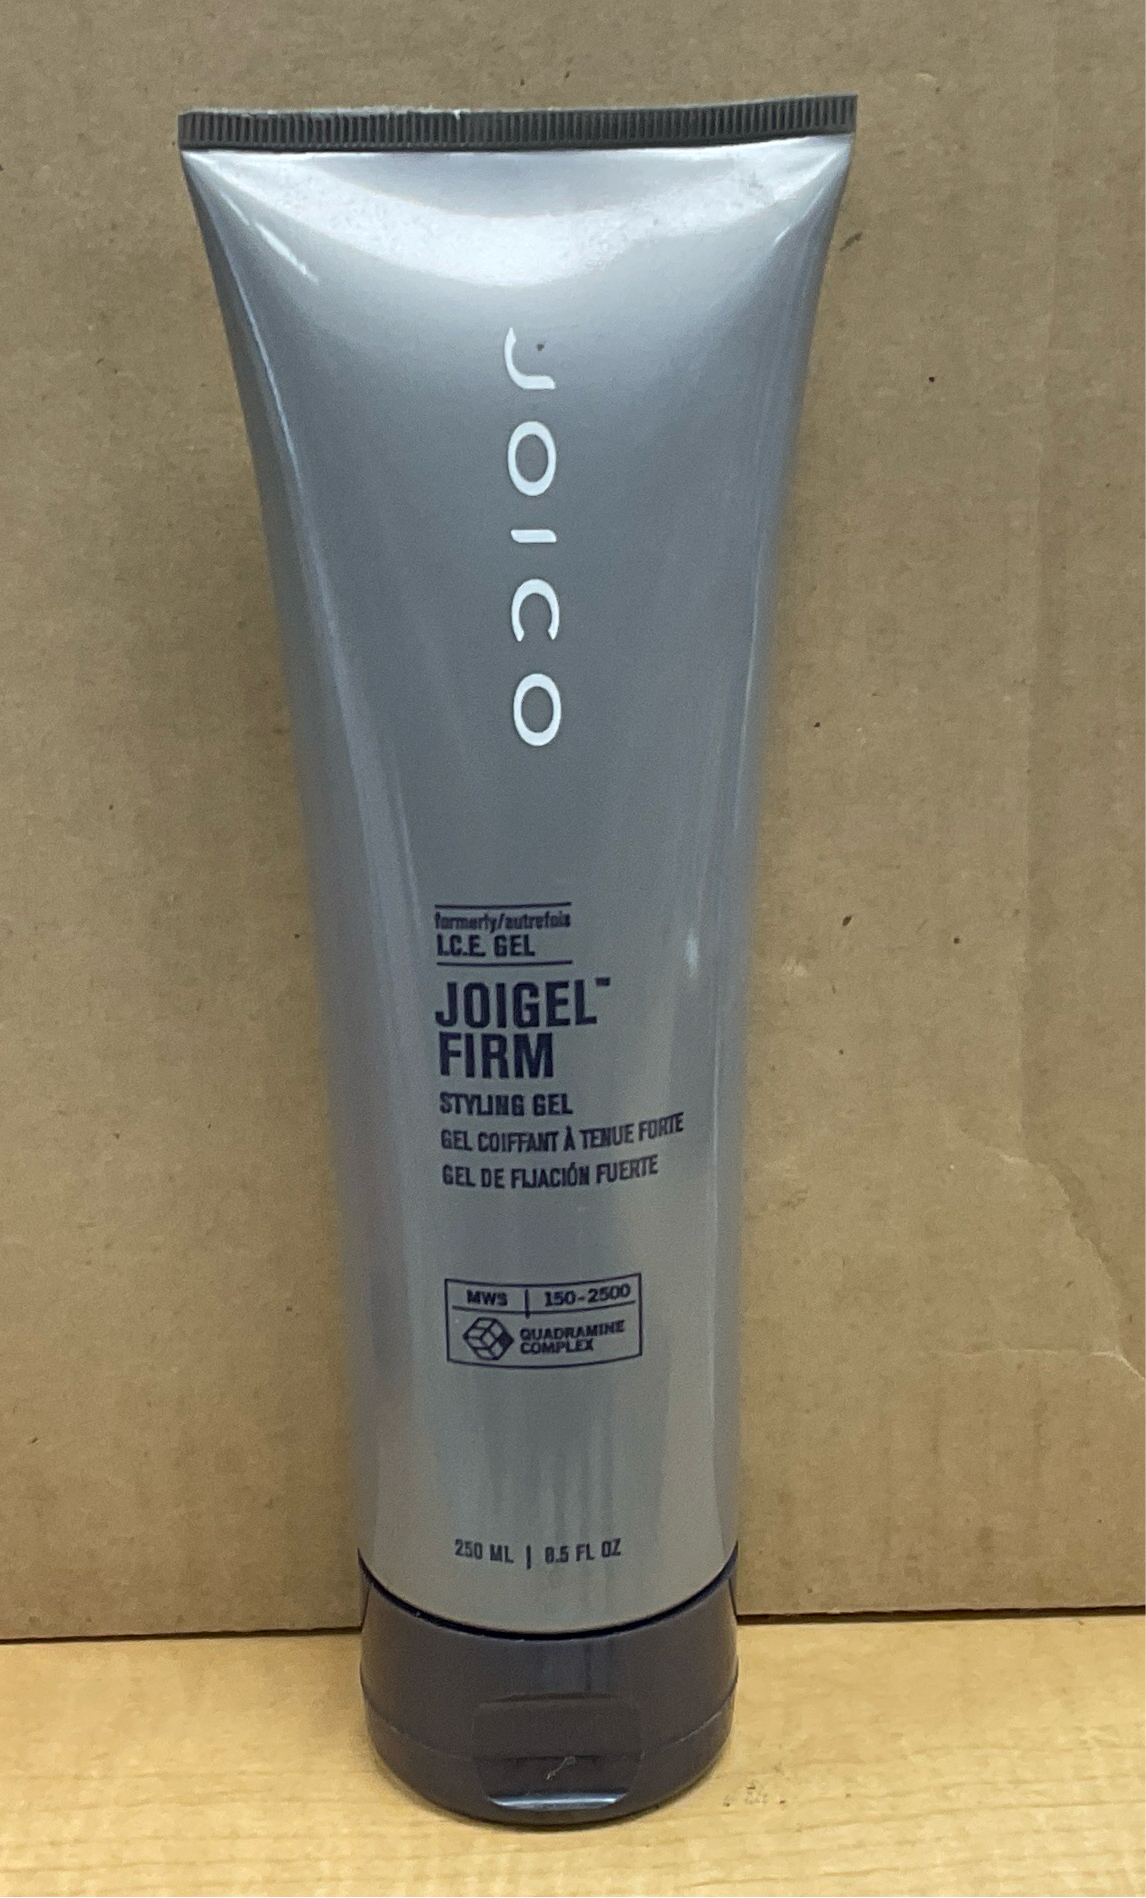 JOICO
formerly/autrefois
I.C.E. GEL
JOIGEL™
FIRM
STYLING GEL
GEL COIFFANT À TENUE FORTE
GEL DE FIJACIÓN FUERTE
MWS | 150-2500
QUADRAMINE
COMPLEX
250 ML | 8.5 FL OZ